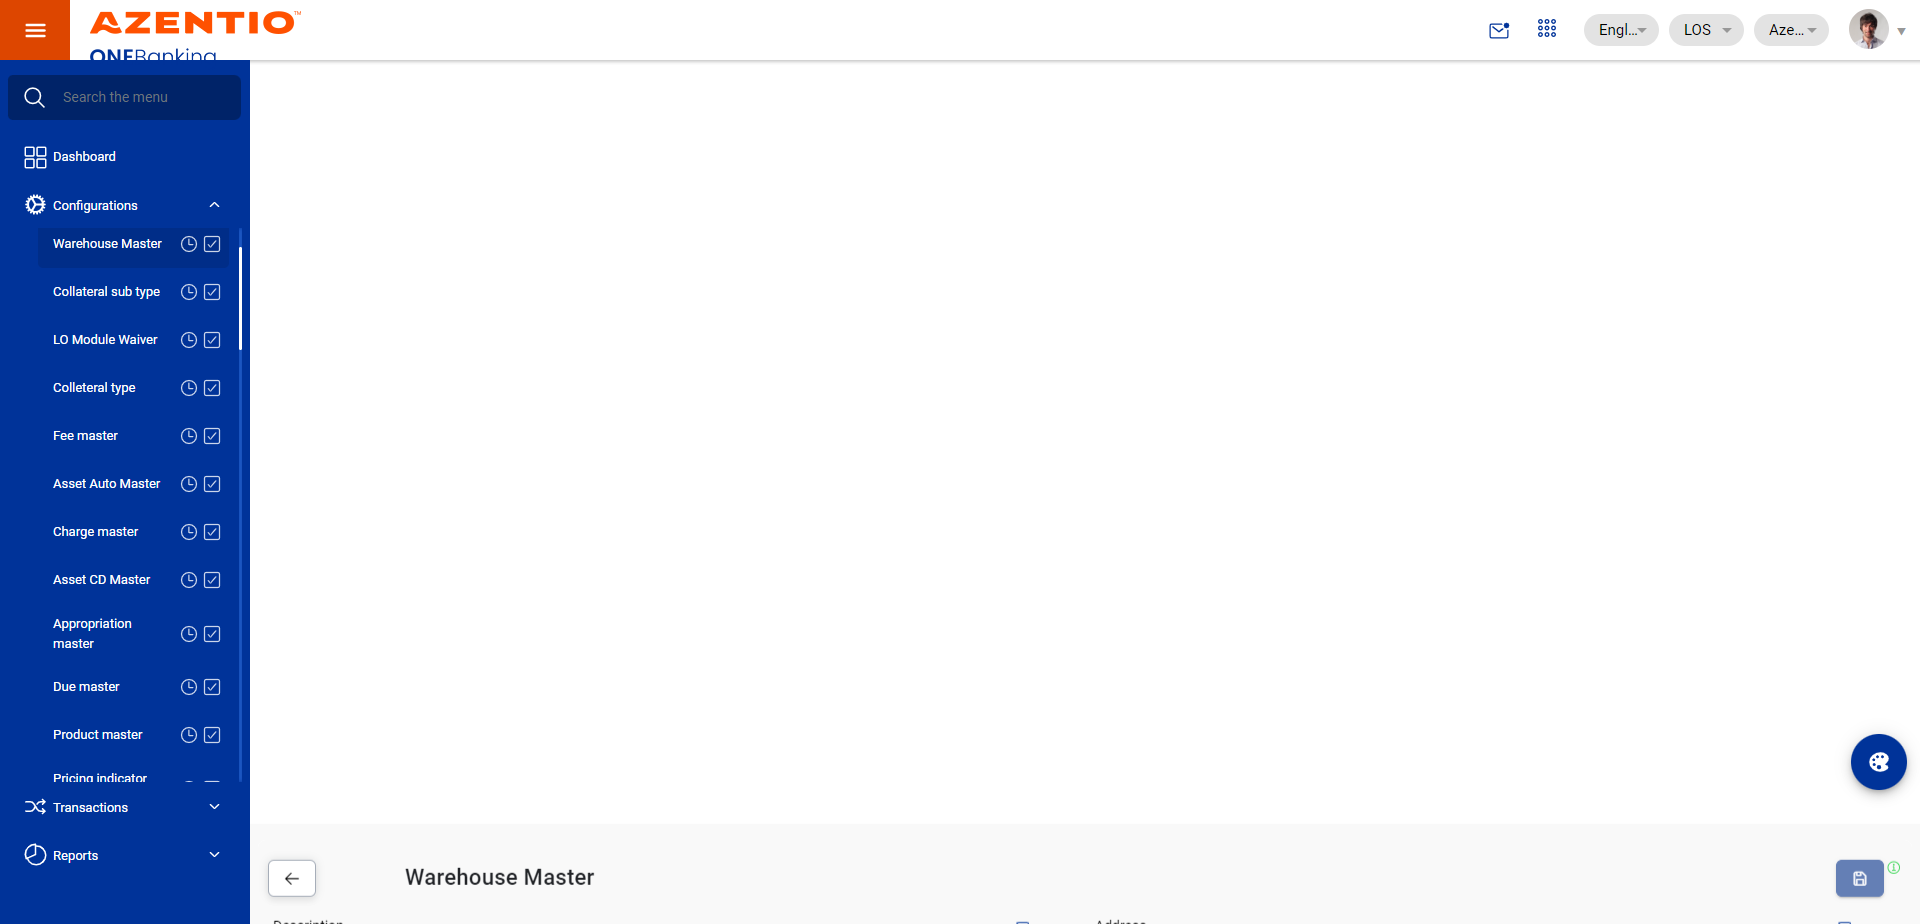 AZENTIO™
ONEBanking
Engl...
LOS
Aze...
Search the menu
Dashboard
Configurations
Warehouse Master
Collateral sub type
LO Module Waiver
Colleteral type
Fee master
Asset Auto Master
Charge master
Asset CD Master
Appropriation
master
Due master
Product master
Pricing indicator
Transactions
Reports
Warehouse Master
Description
Address